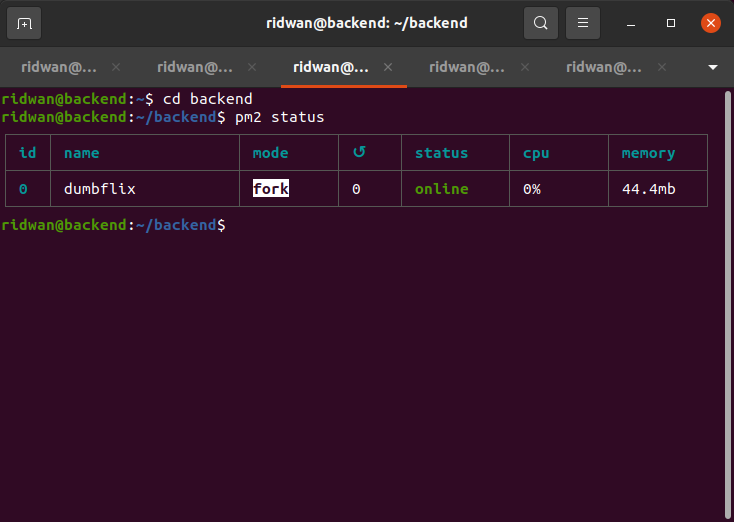 ridwan@backend: ~/backend
ridwan@... ridwan@... ridwan@... ridwan@... ridwan@...
ridwan@backend:~$ cd backend
ridwan@backend:~/backend$ pm2 status
id name mode ↺ status cpu memory
0 dumbflix fork 0 online 0% 44.4mb
ridwan@backend:~/backend$